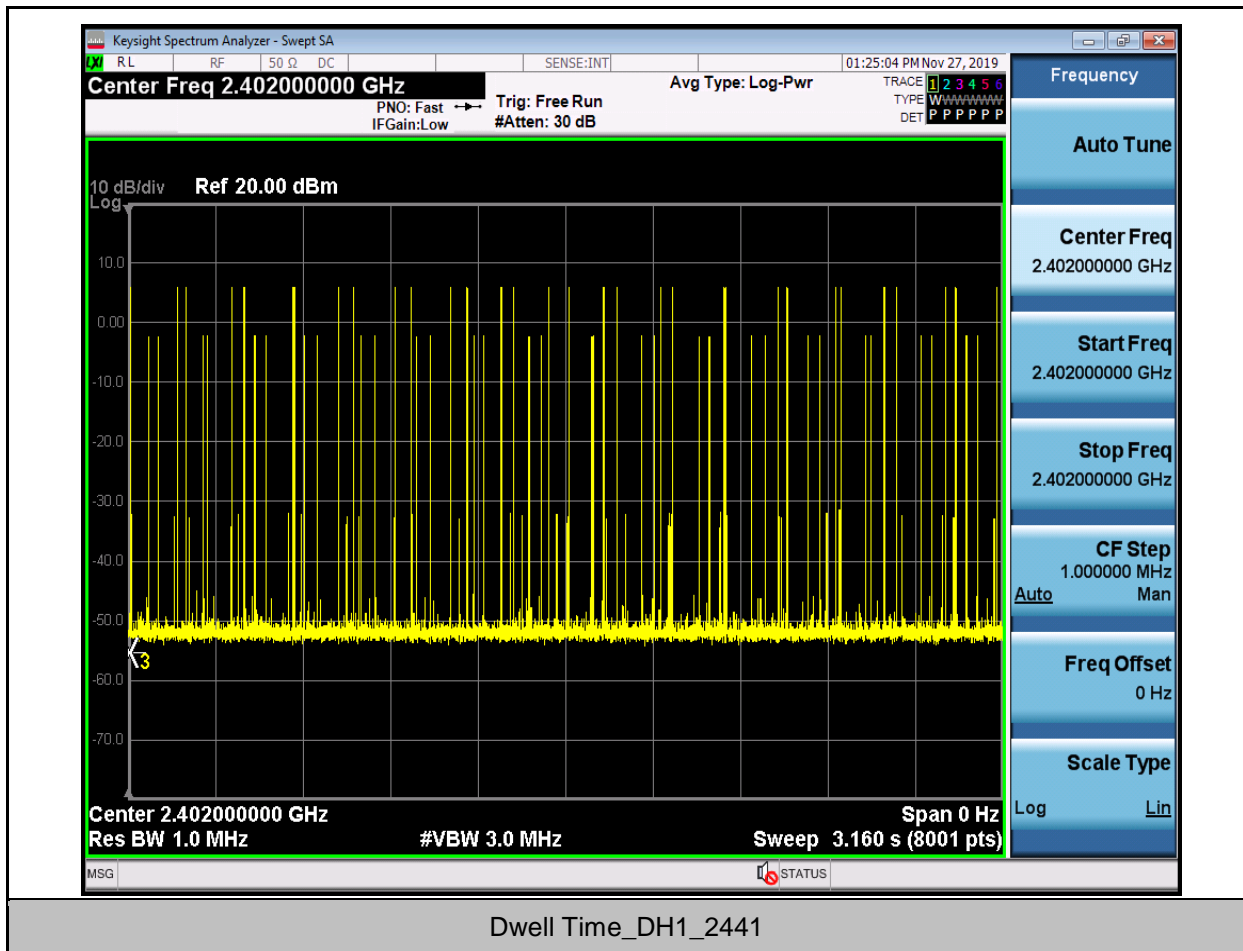 Keysight Spectrum Analyzer - Swept SA
LXI RL RF 50 Ω DC SENSE:INT 01:25:04 PM Nov 27, 2019
Center Freq 2.402000000 GHz
PNO: Fast
IFGain:Low
Trig: Free Run
#Atten: 30 dB
Avg Type: Log-Pwr
TRACE 1 2 3 4 5 6
TYPE WWWWWW
DET P P P P P P
10 dB/div Ref 20.00 dBm
Log
10.0
0.00
-10.0
-20.0
-30.0
-40.0
-50.0
-60.0
-70.0
3
Center 2.402000000 GHz Span 0 Hz
Res BW 1.0 MHz #VBW 3.0 MHz Sweep 3.160 s (8001 pts)
MSG STATUS
Frequency
Auto Tune
Center Freq
2.402000000 GHz
Start Freq
2.402000000 GHz
Stop Freq
2.402000000 GHz
CF Step
1.000000 MHz
Auto Man
Freq Offset
0 Hz
Scale Type
Log Lin
Dwell Time_DH1_2441